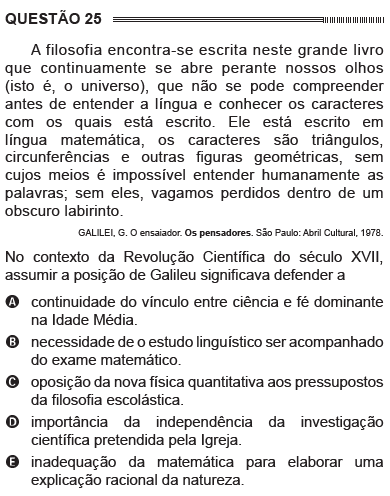 QUESTÃO 25
A filosofia encontra-se escrita neste grande livro
que continuamente se abre perante nossos olhos
(isto é, o universo), que não se pode compreender
antes de entender a língua e conhecer os caracteres
com os quais está escrito. Ele está escrito em
língua matemática, os caracteres são triângulos,
circunferências e outras figuras geométricas, sem
cujos meios é impossível entender humanamente as
palavras; sem eles, vagamos perdidos dentro de um
obscuro labirinto.
GALILEI, G. O ensaiador. Os pensadores. São Paulo: Abril Cultural, 1978.
No contexto da Revolução Científica do século XVII,
assumir a posição de Galileu significava defender a
A continuidade do vínculo entre ciência e fé dominante
na Idade Média.
B necessidade de o estudo linguístico ser acompanhado
do exame matemático.
C oposição da nova física quantitativa aos pressupostos
da filosofia escolástica.
D importância da independência da investigação
científica pretendida pela Igreja.
E inadequação da matemática para elaborar uma
explicação racional da natureza.